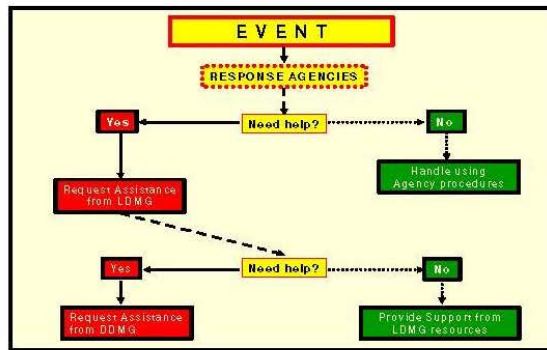 EVENT
RESPONSE AGENCIES
Yes
Need help?
No
Request Assistance
from LDMG
Handle using
Agency procedures
Yes
Need help?
No
Request Assistance
from DDMG
Provide Support from
LDMG resources